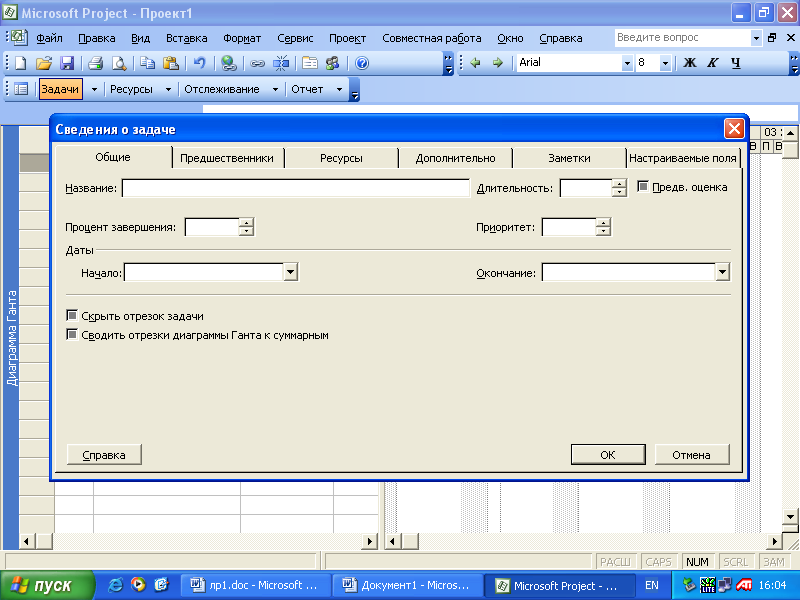 Microsoft Project - Проект1
Файл Правка Вид Вставка Формат Сервис Проект Совместная работа Окно Справка Введите вопрос
Arial 8 Ж К Ч
Задачи Ресурсы Отслеживание Отчет
Сведения о задаче
03
В П В
Общие Предшественники Ресурсы Дополнительно Заметки Настраиваемые поля
Название: Длительность: Предв. оценка
Процент завершения: Приоритет:
Даты
Начало: Окончание:
Скрыть отрезок задачи
Сводить отрезки диаграммы Ганта к суммарным
Диаграмма Ганта
Справка ОК Отмена
РАСШ CAPS NUM SCRL ЗАМ
пуск лр1.doc - Microsoft ... Документ1 - Micros... Microsoft Project - ... EN 16:04